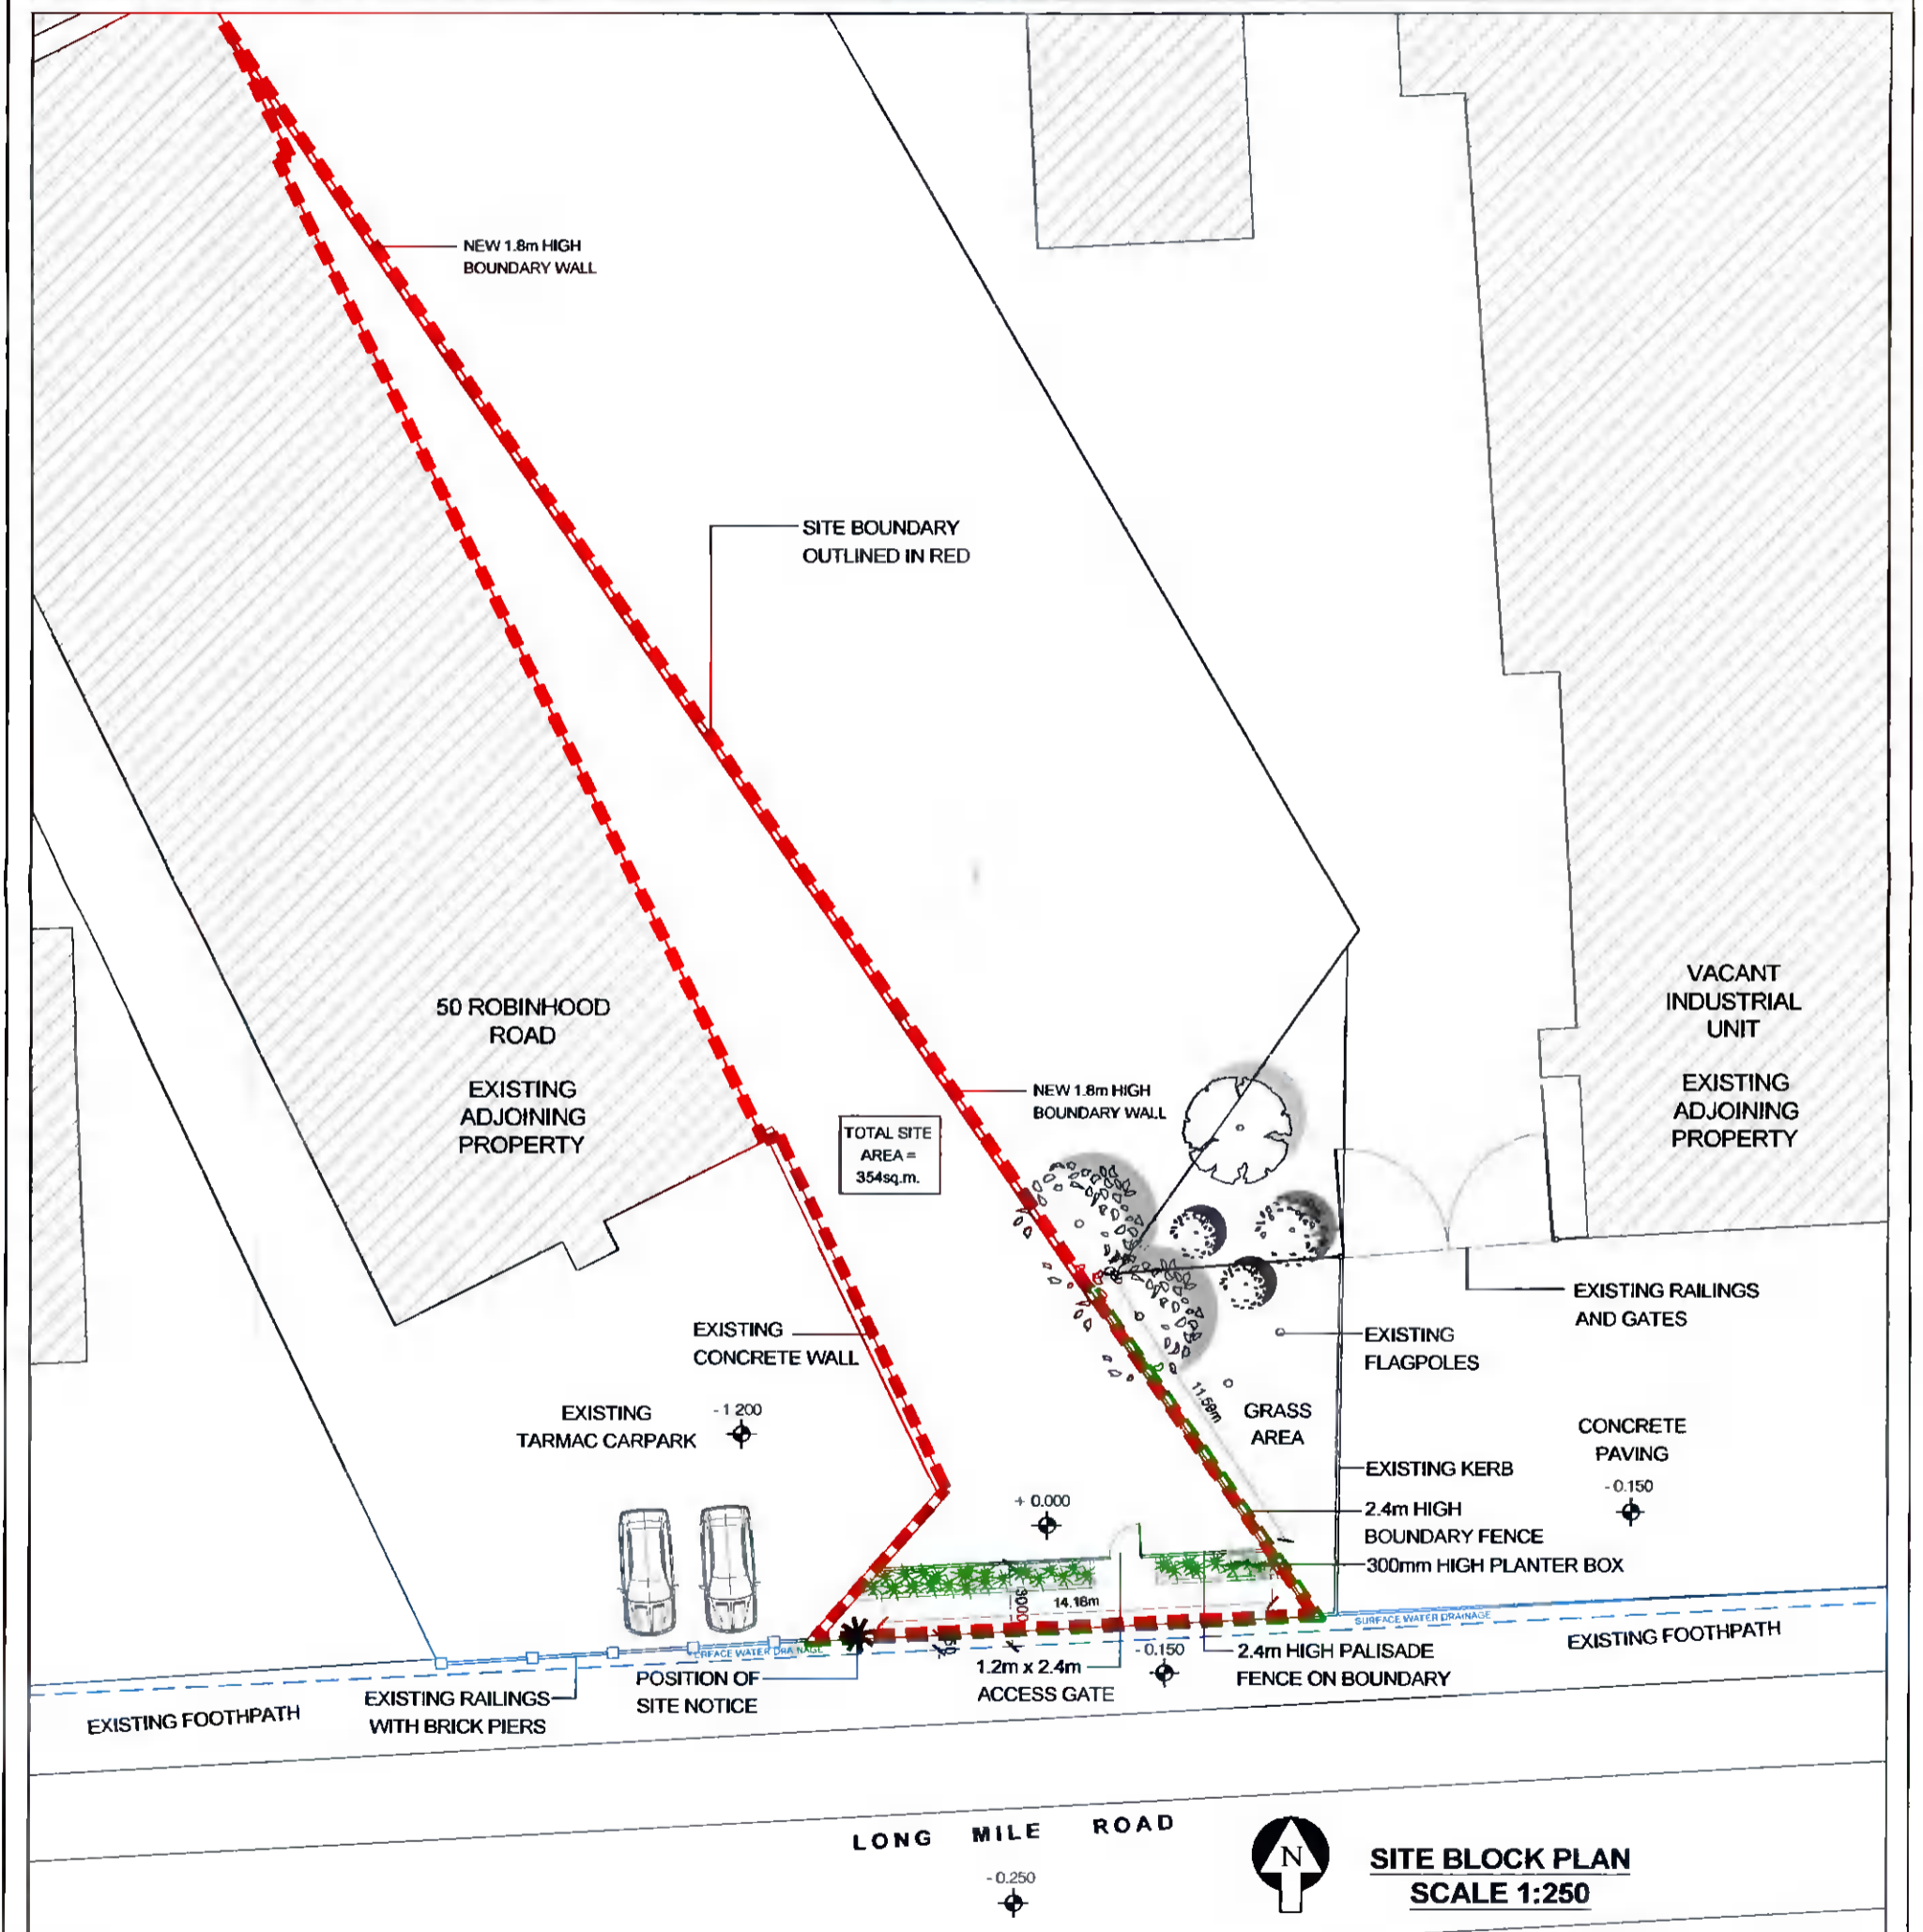 NEW 1.8m HIGH
BOUNDARY WALL
SITE BOUNDARY
OUTLINED IN RED
50 ROBINHOOD
ROAD
EXISTING
ADJOINING
PROPERTY
VACANT
INDUSTRIAL
UNIT
EXISTING
ADJOINING
PROPERTY
NEW 1.8m HIGH
BOUNDARY WALL
TOTAL SITE
AREA =
354sq.m.
EXISTING RAILINGS
AND GATES
EXISTING
CONCRETE WALL
EXISTING
FLAGPOLES
11.59m
GRASS
AREA
EXISTING
TARMAC CARPARK
- 1 200
CONCRETE
PAVING
- 0.150
EXISTING KERB
2.4m HIGH
BOUNDARY FENCE
300mm HIGH PLANTER BOX
+ 0.000
3000
14.16m
SURFACE WATER DRAINAGE
EXISTING FOOTHPATH
URFACE WATER DRAINAGE
- 0.150
2.4m HIGH PALISADE
FENCE ON BOUNDARY
1.2m x 2.4m
ACCESS GATE
POSITION OF
SITE NOTICE
EXISTING RAILINGS
WITH BRICK PIERS
EXISTING FOOTHPATH
LONG MILE ROAD
- 0.250
N
SITE BLOCK PLAN
SCALE 1:250